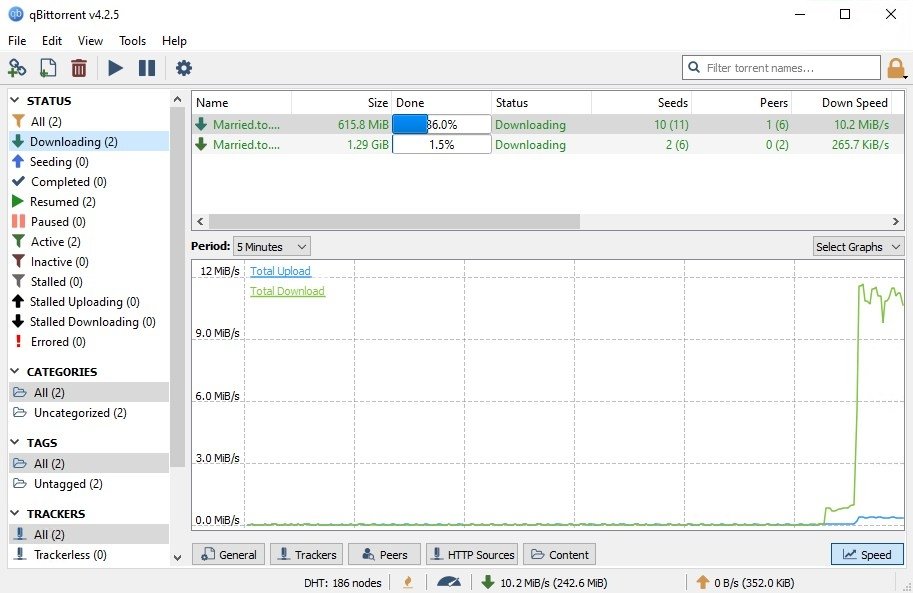 qBittorrent v4.2.5
File Edit View Tools Help
Filter torrent names...
STATUS
All (2)
Downloading (2)
Seeding (0)
Completed (0)
Resumed (2)
Paused (0)
Active (2)
Inactive (0)
Stalled (0)
Stalled Uploading (0)
Stalled Downloading (0)
Errored (0)
CATEGORIES
All (2)
Uncategorized (2)
TAGS
All (2)
Untagged (2)
TRACKERS
All (2)
Trackerless (0)
Name Size Done Status Seeds Peers Down Speed
Married.to.... 615.8 MiB 36.0% Downloading 10 (11) 1 (6) 10.2 MiB/s
Married.to.... 1.29 GiB 1.5% Downloading 2 (6) 0 (2) 265.7 KiB/s
Period: 5 Minutes Select Graphs
12 MiB/s Total Upload
Total Download
9.0 MiB/s
6.0 MiB/s
3.0 MiB/s
0.0 MiB/s
General Trackers Peers HTTP Sources Content Speed
DHT: 186 nodes 10.2 MiB/s (242.6 MiB) 0 B/s (352.0 KiB)